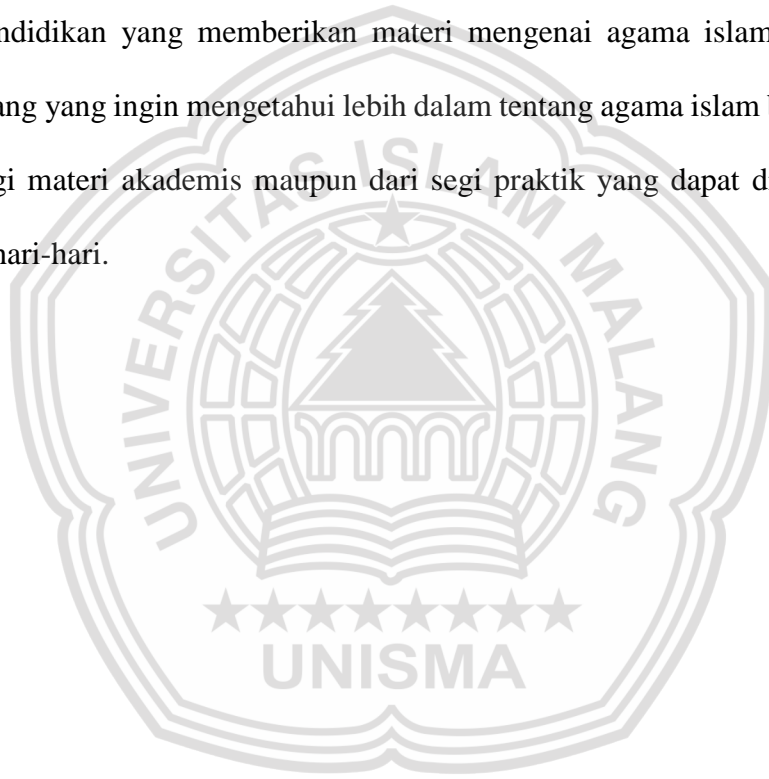 ndidikan yang memberikan materi mengenai agama islam
ang yang ingin mengetahui lebih dalam tentang agama islam
gi materi akademis maupun dari segi praktik yang dapat d
hari-hari.
UNIVERSITAS ISLAM MALANG
UNISMA